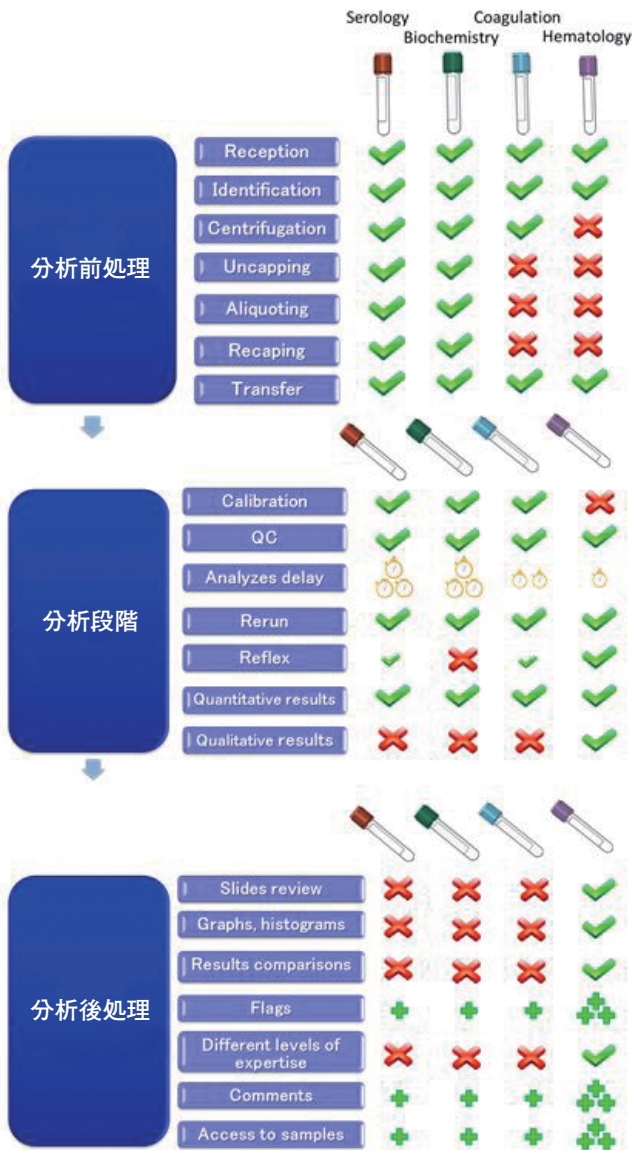 Serology Coagulation
Biochemistry Hematology
分析前処理
Reception
Identification
Centrifugation
Uncapping
Aliquoting
Recaping
Transfer
分析段階
Calibration
QC
Analyzes delay
Rerun
Reflex
Quantitative results
Qualitative results
分析後処理
Slides review
Graphs, histograms
Results comparisons
Flags
Different levels of
expertise
Comments
Access to samples